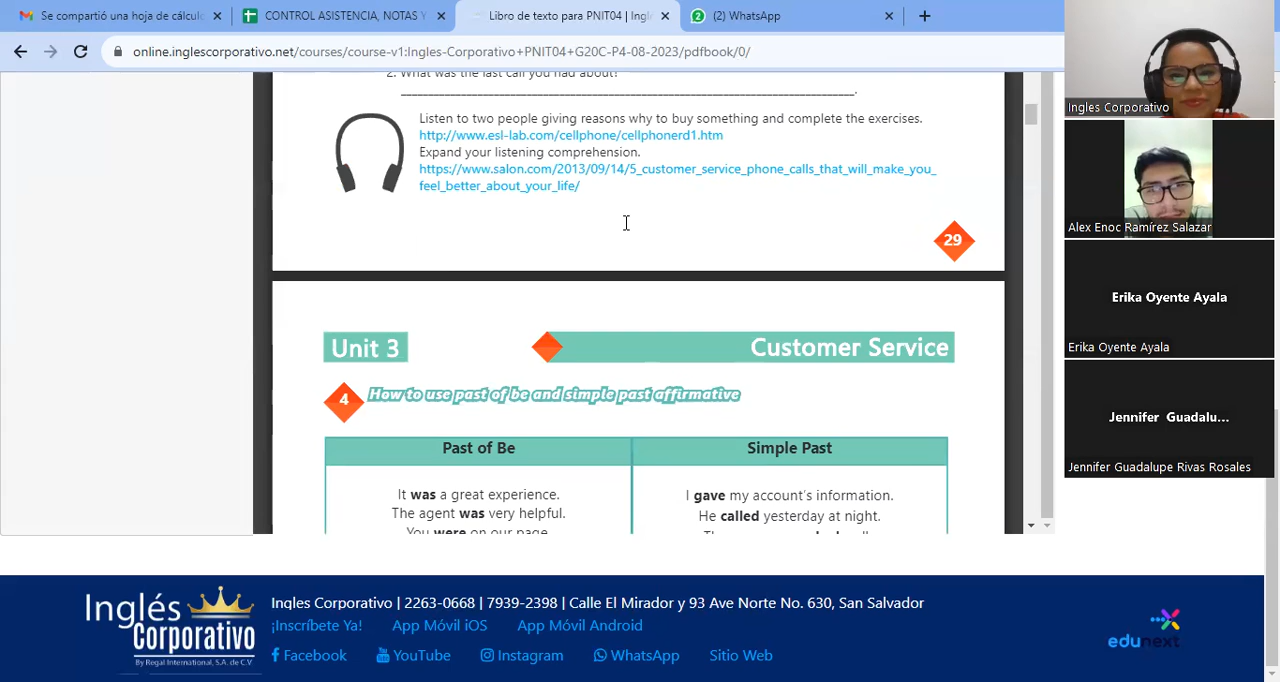 Se compartió una hoja de cálcul
CONTROL ASISTENCIA, NOTAS Y
Libro de texto para PNIT04 | Ingl
2 (2) WhatsApp
online.inglescorporativo.net/courses/course-v1:Ingles-Corporativo+PNIT04+G20C-P4-08-2023/pdfbook/0/
2. What was the last call you had about?
Listen to two people giving reasons why to buy something and complete the exercises.
http://www.esl-lab.com/cellphone/cellphonerd1.htm
Expand your listening comprehension.
https://www.salon.com/2013/09/14/5_customer_service_phone_calls_that_will_make_you_
feel_better_about_your_life/
29
Unit 3
Customer Service
4
How to use past of be and simple past affirmative
Past of Be
Simple Past
It was a great experience.
The agent was very helpful.
You were on our page
I gave my account's information.
He called yesterday at night.
Ingles Corporativo
Alex Enoc Ramírez Salazar
Erika Oyente Ayala
Erika Oyente Ayala
Jennifer Guadalu...
Jennifer Guadalupe Rivas Rosales
Inglés
Corporativo
By Regal International, S.A. de C.V
Ingles Corporativo | 2263-0668 | 7939-2398 | Calle El Mirador y 93 Ave Norte No. 630, San Salvador
¡Inscríbete Ya!
App Móvil iOS
App Móvil Android
Facebook
YouTube
Instagram
WhatsApp
Sitio Web
edunext